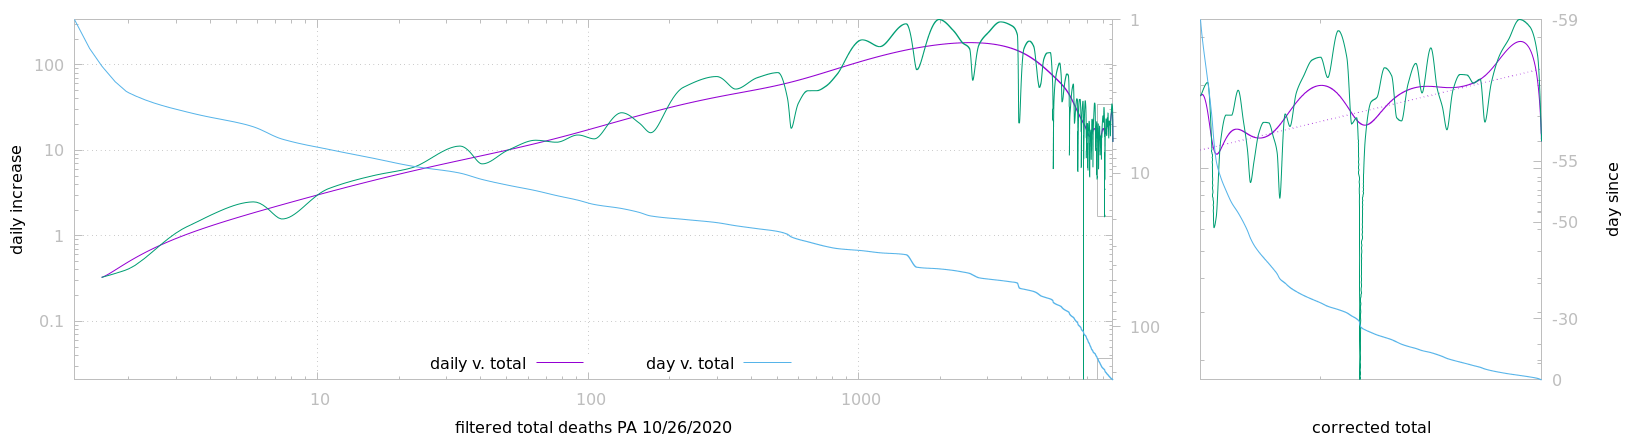 1
-59
100
daily increase
10
10
-55
day since
1
-50
0.1
100
-30
daily v. total
day v. total
0
10
100
1000
filtered total deaths PA 10/26/2020
corrected total